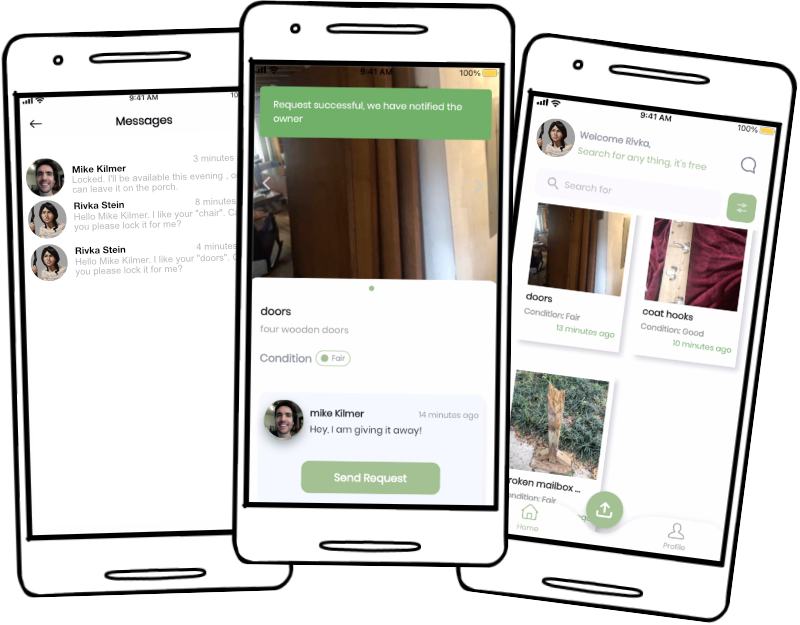 9:41 AM
10
Messages
3 minutes
Mike Kilmer
Locked. I'll be available this evening , o
can leave it on the porch.
8 minutes
Rivka Stein
Hello Mike Kilmer. I like your "chair". Ca
you please lock it for me?
4 minutes
Rivka Stein
Hello Mike Kilmer. I like your "doors". C
you please lock it for me?
9:41 AM
100%
Request successful, we have notified the
owner
doors
four wooden doors
Condition Fair
mike Kilmer
14 minutes ago
Hey, I am giving it away!
Send Request
9:41 AM
100%
Welcome Rivka,
Search for any thing, it's free
Search for
doors
Condition: Fair
13 minutes ago
coat hooks
Condition: Good
10 minutes ago
roken mailbox ...
ondition: Fair
Home
Profile